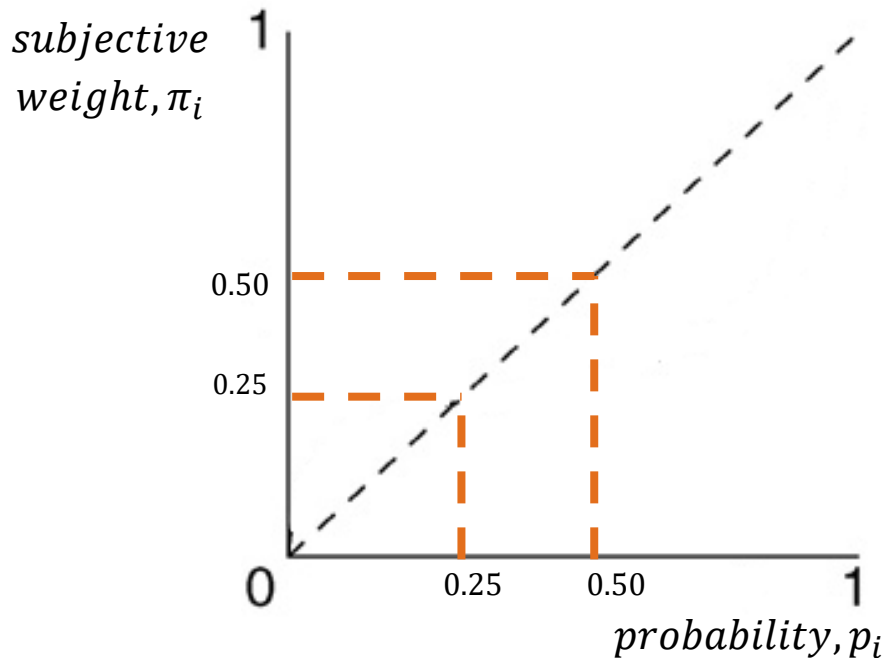 subjective
weight, πᵢ
1
0.50
0.25
0
0.25
0.50
1
probability, pᵢ